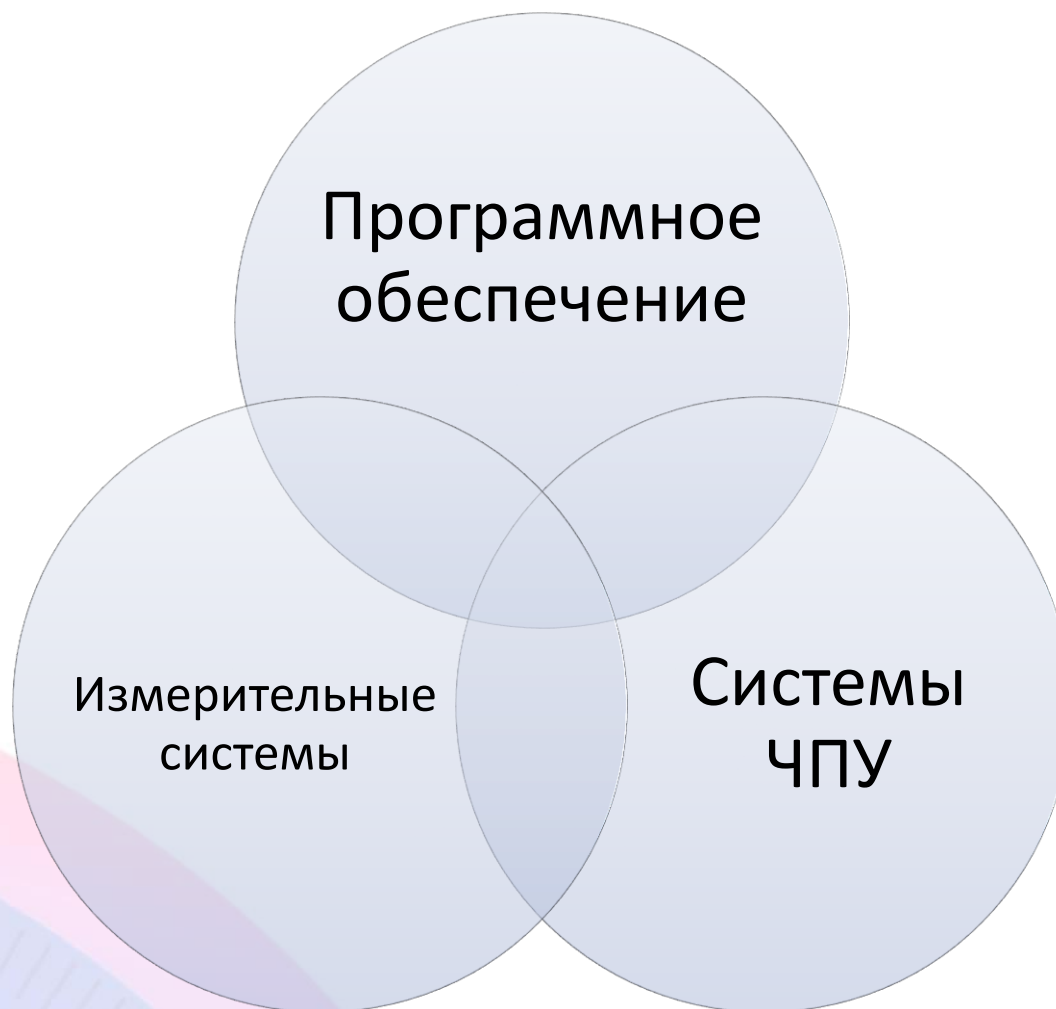 Программное
обеспечение
Измерительные
системы
Системы
ЧПУ